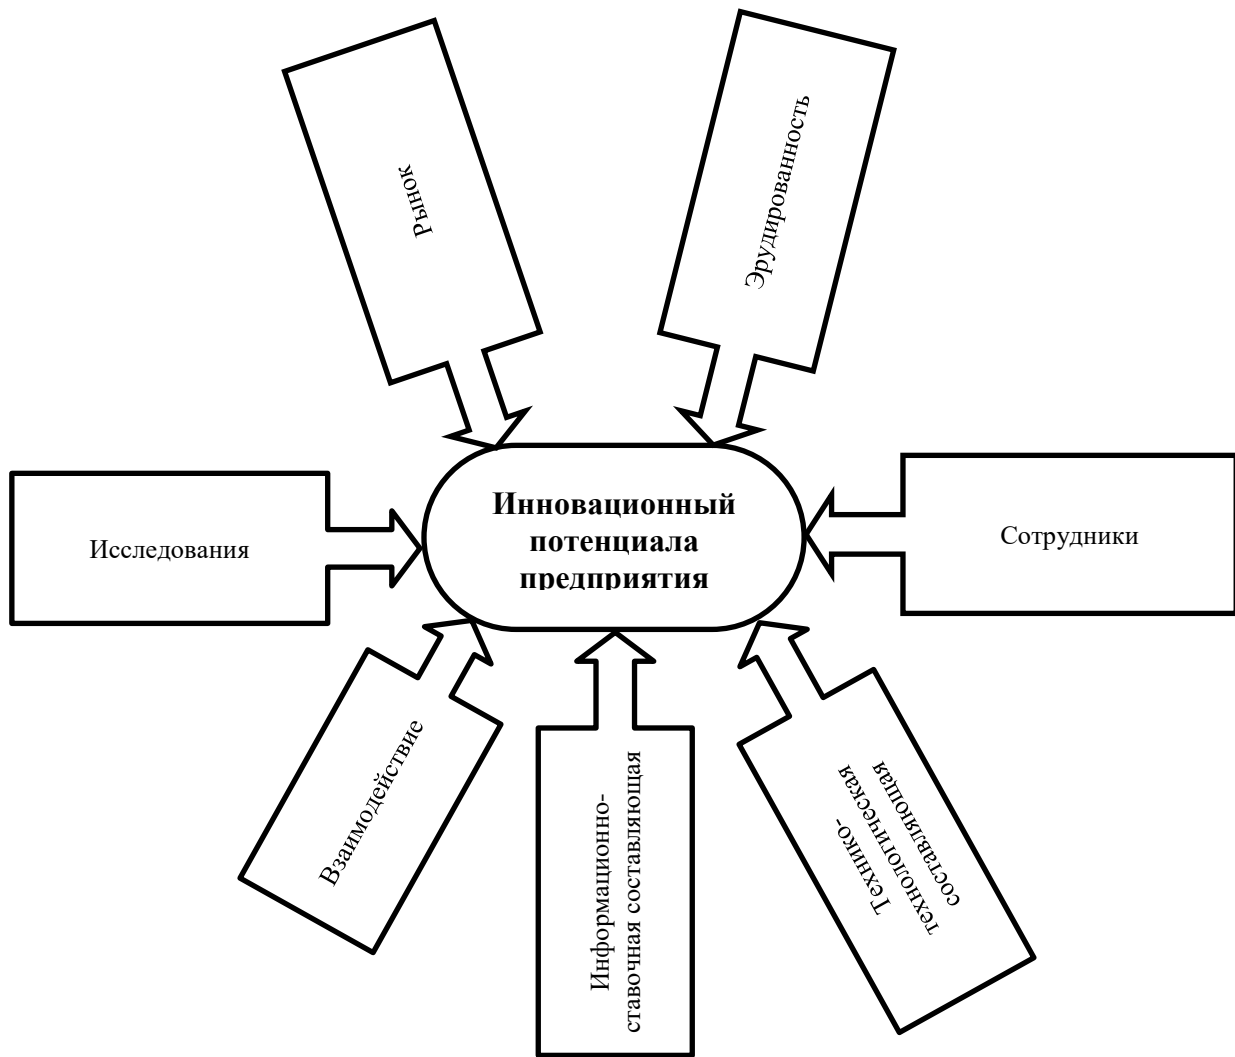 Рынок
Эрудированность
Исследования
Инновационный
потенциала
предприятия
Сотрудники
Взаимодействие
Информационно-
ставочная составляющая
Технико-
технологическая
составляющая